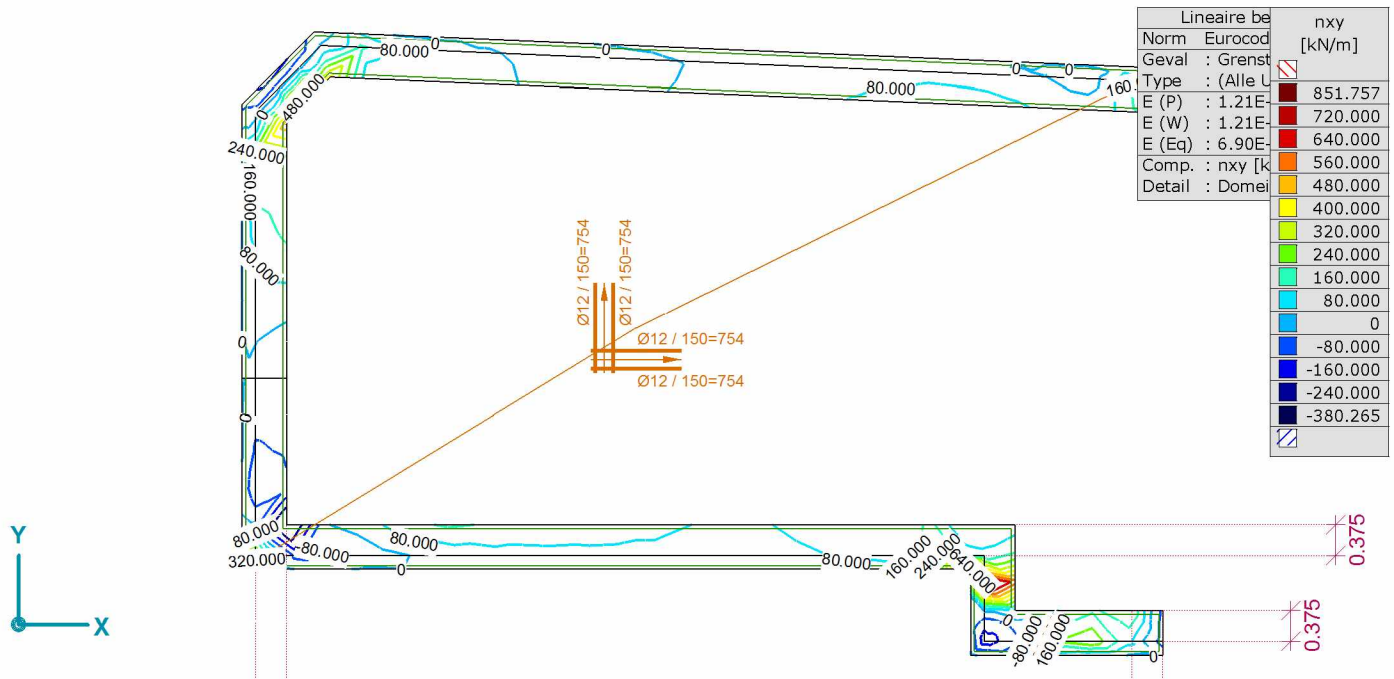 Lineaire be
Norm Eurocod
Geval : Grenst
Type : (Alle U
E (P) : 1.21E-
E (W) : 1.21E-
E (Eq) : 6.90E-
Comp. : nxy [k
Detail : Domei
nxy
[kN/m]
851.757
720.000
640.000
560.000
480.000
400.000
320.000
240.000
160.000
80.000
0
-80.000
-160.000
-240.000
-380.265
80.000
0
0
0
0
80.000
160.
480.000
0
240.000
160.000
80.000
0
0
Ø12 / 150=754
Ø12 / 150=754
Ø12 / 150=754
Ø12 / 150=754
80.000
320.000
-80.000
80.000
0
80.000
160.000
240.000
640.000
0
-80.000
160.000
0
0.375
0.375
Y
X